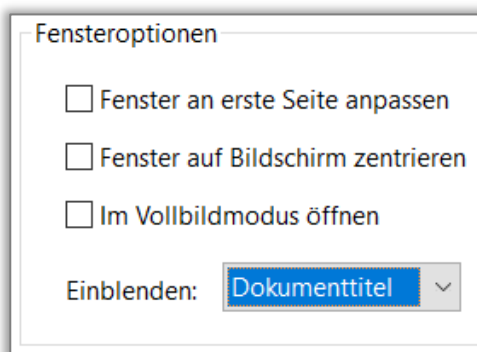 Fensteroptionen
Fenster an erste Seite anpassen
Fenster auf Bildschirm zentrieren
Im Vollbildmodus öffnen
Einblenden: Dokumenttitel